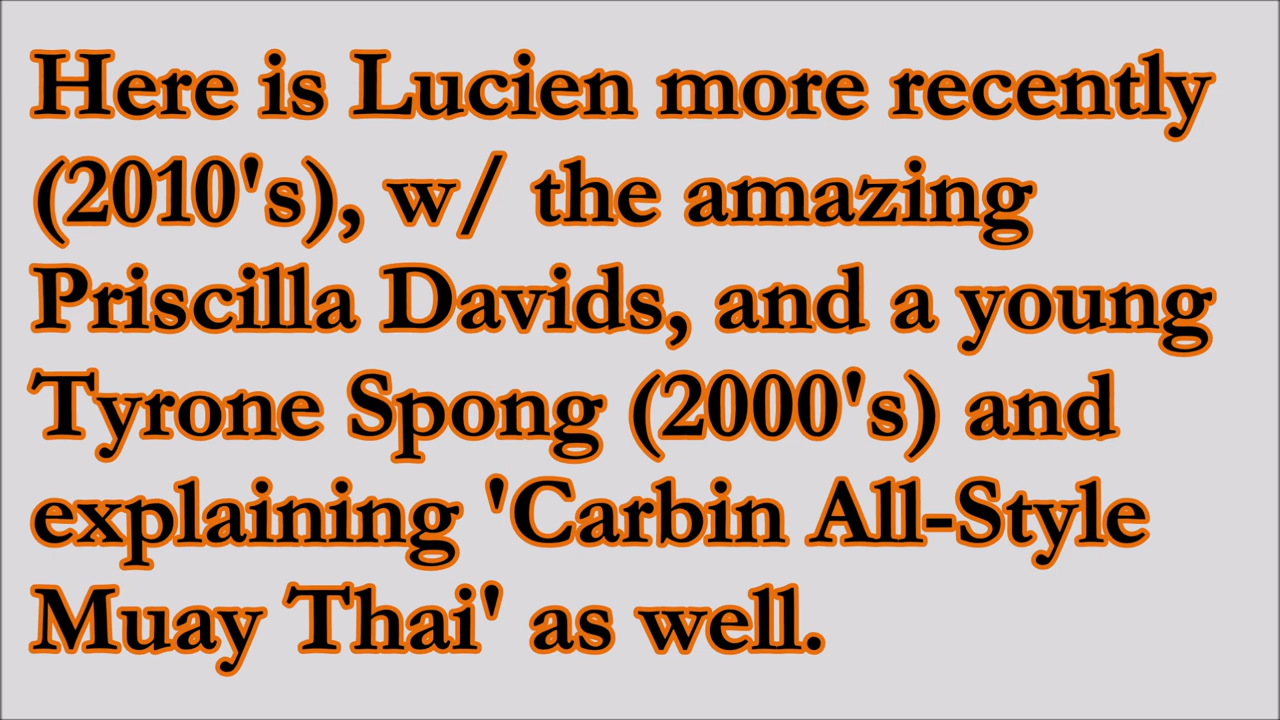 Here is Lucien more recently
(2010's), w/ the amazing
Priscilla Davids, and a young
Tyrone Spong (2000's) and
explaining 'Carbin All-Style
Muay Thai' as well.